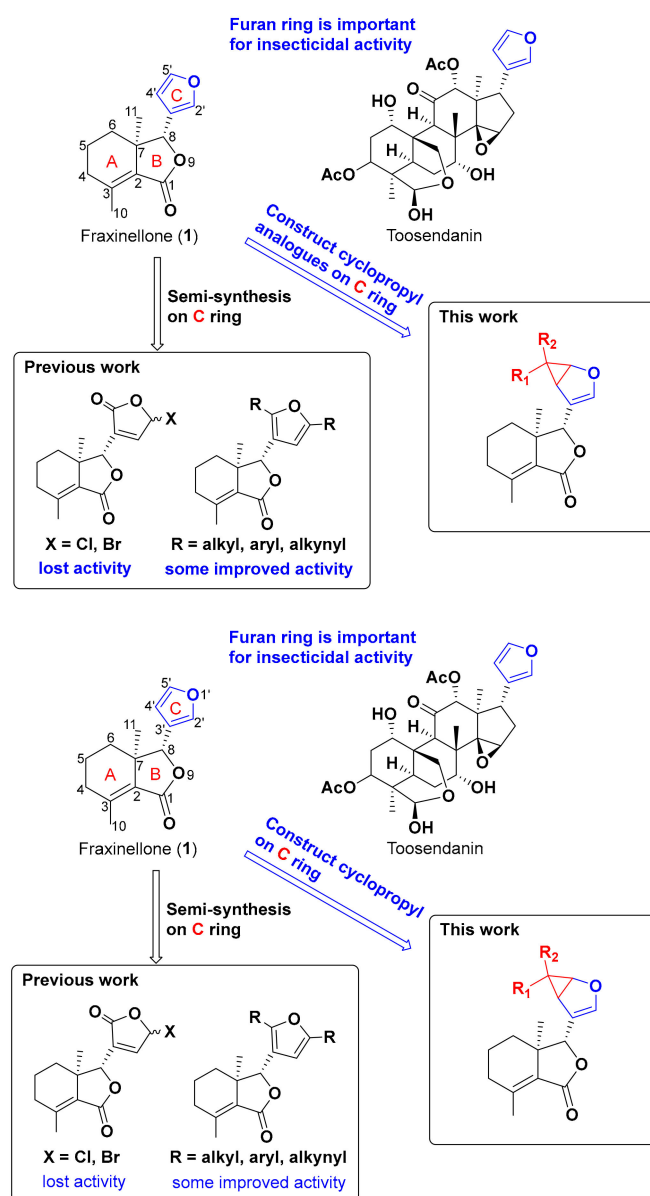 Furan ring is important
for insecticidal activity
5'
O
4'
C
2'
11
6
8
5
7
A
B
O
9
4
2
1
3
O
10
Fraxinellone (1)
O
AcO
O
HO
H
H
O
AcO
O
OH
OH
Toosendanin
Construct cyclopropyl
analogues on C ring
Semi-synthesis
on C ring
Previous work
O
O
X
O
O
X = Cl, Br
lost activity
R
O
R
O
O
R = alkyl, aryl, alkynyl
some improved activity
This work
R2
R1
O
O
O
Furan ring is important
for insecticidal activity
5'
O
1'
4'
C
2'
3'
11
6
8
5
7
A
B
O
9
4
2
1
3
O
10
Fraxinellone (1)
O
AcO
O
HO
H
H
O
AcO
O
OH
OH
Toosendanin
Construct cyclopropyl
on C ring
Semi-synthesis
on C ring
Previous work
O
O
X
O
O
X = Cl, Br
lost activity
R
O
R
O
O
R = alkyl, aryl, alkynyl
some improved activity
This work
R2
R1
O
O
O